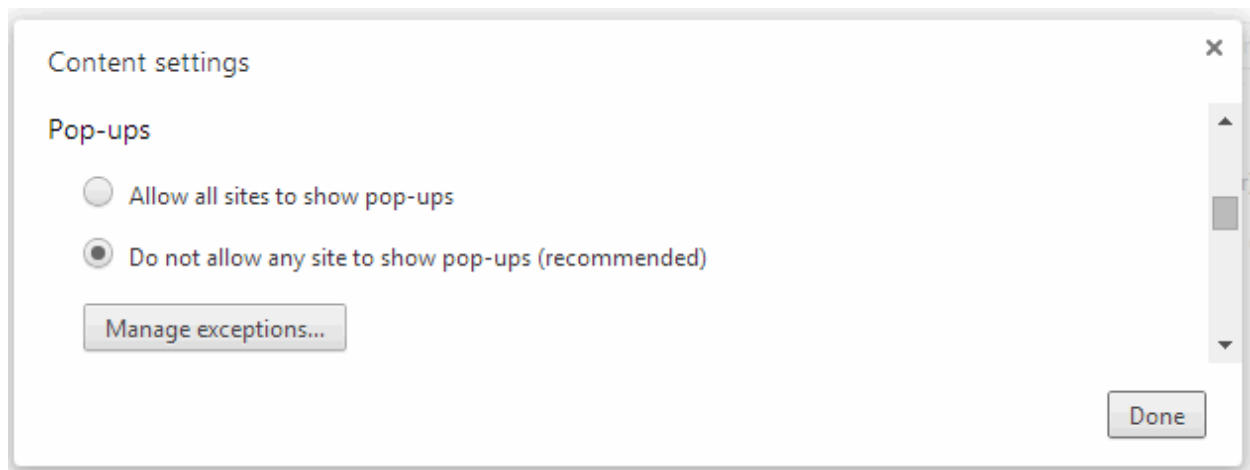 Content settings
Pop-ups
Allow all sites to show pop-ups
Do not allow any site to show pop-ups (recommended)
Manage exceptions...
Done